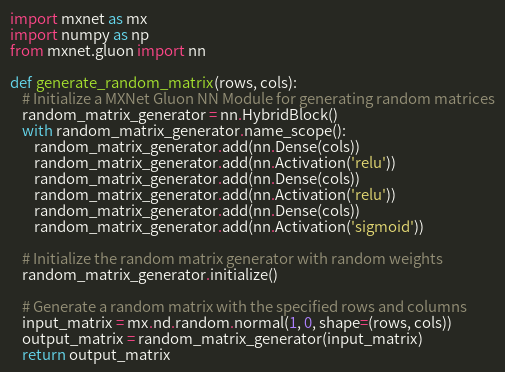 import mxnet as mx
import numpy as np
from mxnet.gluon import nn

def generate_random_matrix(rows, cols):
    # Initialize a MXNet Gluon NN Module for generating random matrices
    random_matrix_generator = nn.HybridBlock()
    with random_matrix_generator.name_scope():
        random_matrix_generator.add(nn.Dense(cols))
        random_matrix_generator.add(nn.Activation('relu'))
        random_matrix_generator.add(nn.Dense(cols))
        random_matrix_generator.add(nn.Activation('relu'))
        random_matrix_generator.add(nn.Dense(cols))
        random_matrix_generator.add(nn.Activation('sigmoid'))

    # Initialize the random matrix generator with random weights
    random_matrix_generator.initialize()

    # Generate a random matrix with the specified rows and columns
    input_matrix = mx.nd.random.normal(1, 0, shape=(rows, cols))
    output_matrix = random_matrix_generator(input_matrix)
    return output_matrix